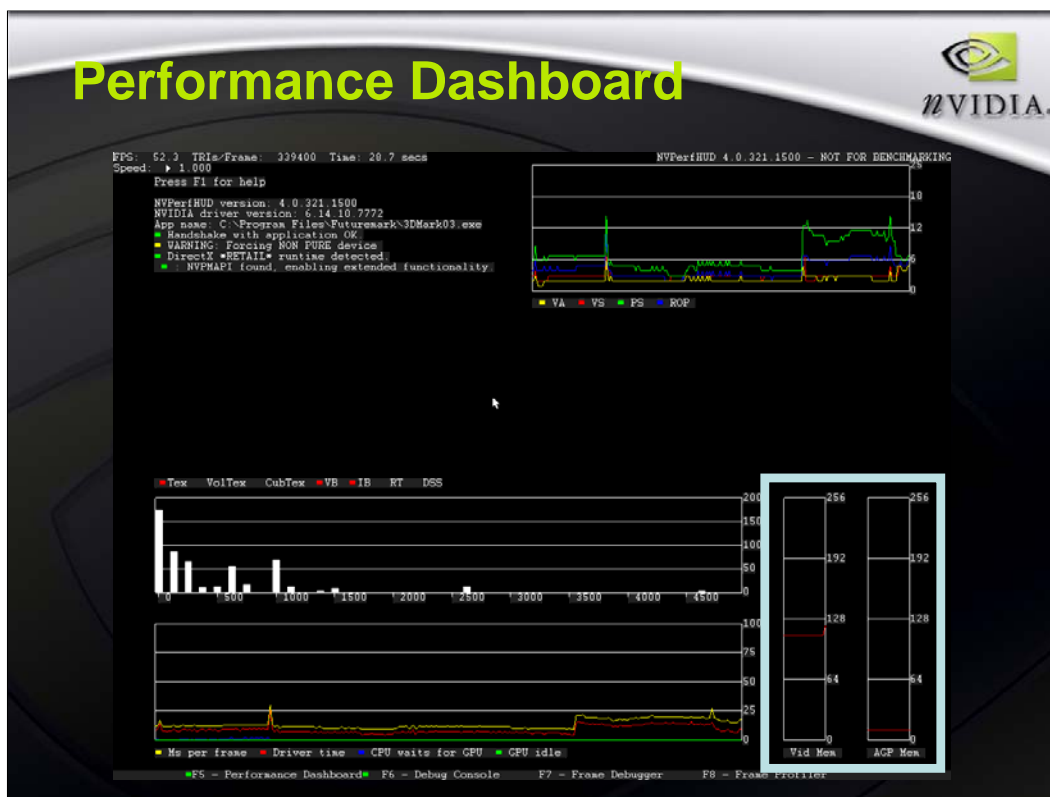 Performance Dashboard
nVIDIA.
FPS: 52.3 TRIs/Frame: 339400 Time: 20.7 secs
NVPerfHUD 4.0.321.1500 - NOT FOR BENCHMARKING
Speed: 1.000
Press F1 for help
NVPerfHUD version: 4.0.321.1500
NVIDIA driver version: 6.14.10.7772
App name: C:\Program Files\Futuremark\3DMark03.exe
Handshake with application OK.
WARNING: Forcing NON PURE device
DirectX *RETAIL* runtime detected.
: NVPMAPI found, enabling extended functionality.
25
18
12
6
0
VA VS PS ROP
Tex VolTex CubTex VB IB RT DSS
200
150
100
50
0
0 500 1000 1500 2000 2500 3000 3500 4000 4500
100
75
50
25
0
Ms per frame Driver time CPU waits for GPU GPU idle
256 256
192 192
128 128
64 64
0 0
Vid Mem AGP Mem
F5 - Performance Dashboard F6 - Debug Console F7 - Frame Debugger F8 - Frame Profiler